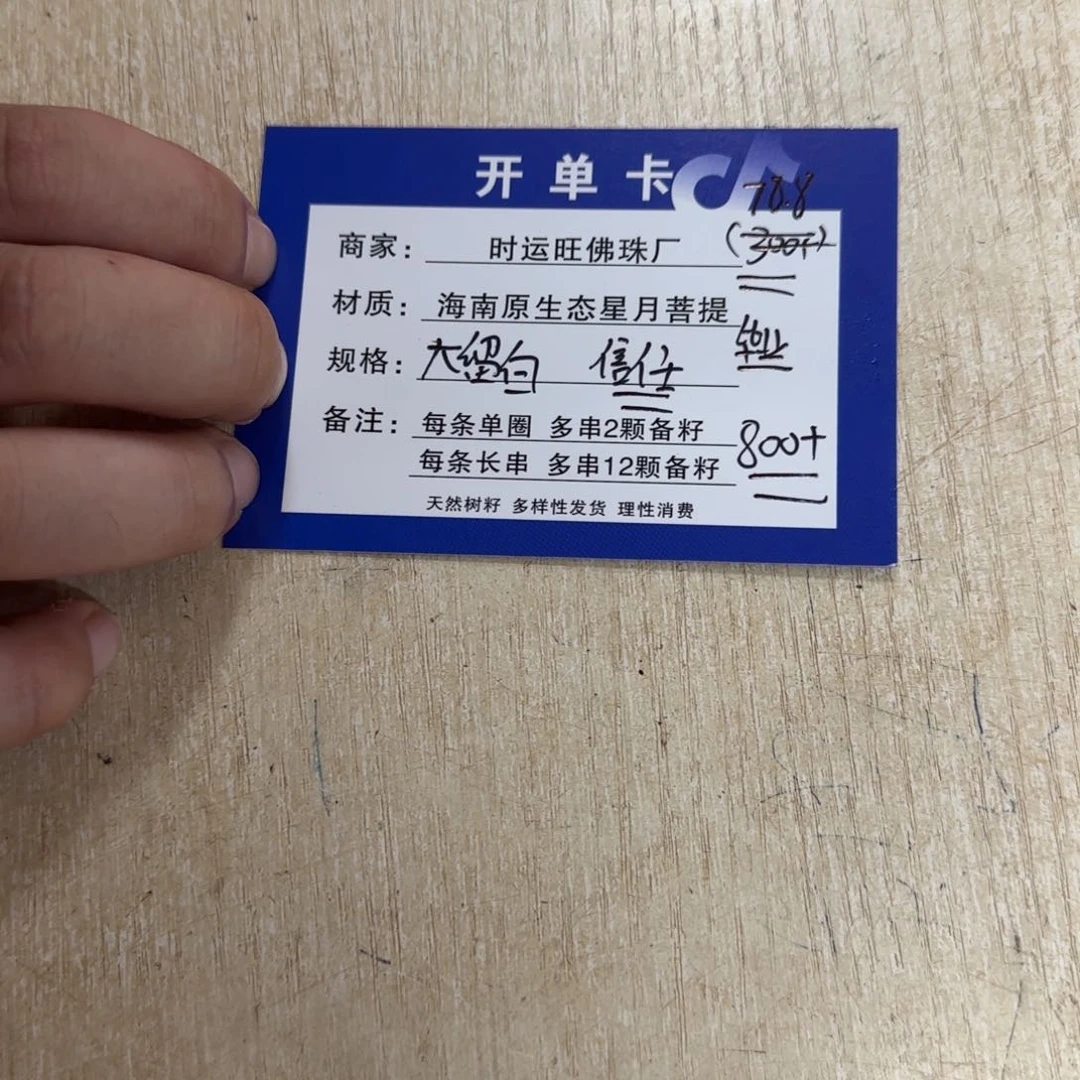 开单卡
78.8
商家： 时运旺佛珠厂 (300+)
材质： 海南原生态星月菩提
规格： 大留白 信任
备注： 每条单圈 多串2颗备籽 800+
每条长串 多串12颗备籽
天然树籽 多样性发货 理性消费